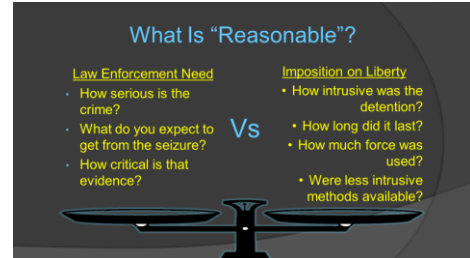 What Is “Reasonable”?
Law Enforcement Need
• How serious is the
crime?
• What do you expect to
get from the seizure?
• How critical is that
evidence?
Vs
Imposition on Liberty
• How intrusive was the
detention?
• How long did it last?
• How much force was
used?
• Were less intrusive
methods available?